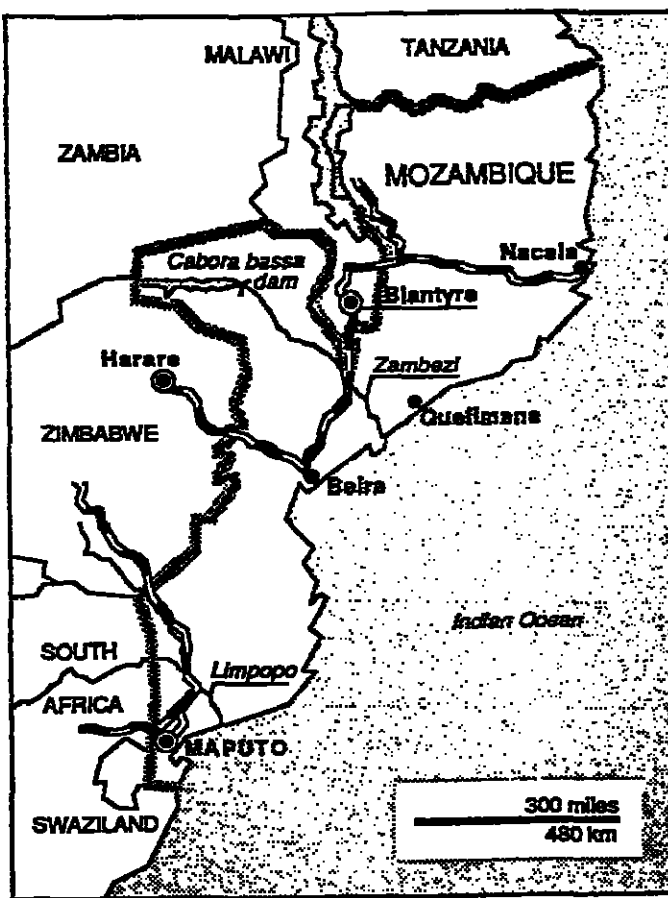 TANZANIA
MALAWI
ZAMBIA
MOZAMBIQUE
Nacala
Cabora bassa
dam
Blantyre
Harare
Zambezi
Quelimane
ZIMBABWE
Beira
Indian Ocean
SOUTH
AFRICA
Limpopo
MAPUTO
SWAZILAND
300 miles
480 km